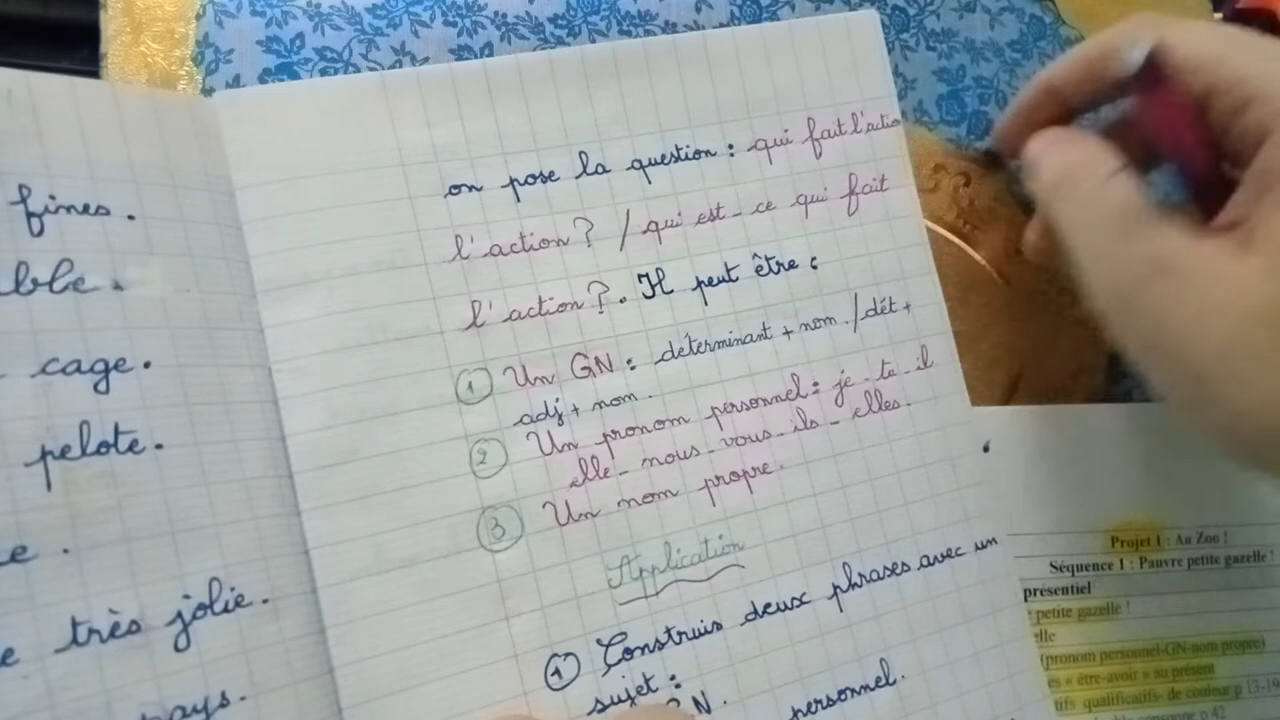 fines.
cage.
pelote.
très jolie.
pays.
on pose la question : qui fait l'actio
l'action ? / qui est-ce qui fait
l'action ?. Il peut être :
① Un GN : déterminant + nom / dét +
adj + nom.
② Un pronom personnel : je - tu - il
elle - nous - vous - ils - elles.
③ Un nom propre.
Application
① Construis deux phrases avec un
sujet :
GN. personnel.
Projet 1 : Au Zoo !
Séquence 1 : Pauvre petite gazelle !
présentiel
petite gazelle !
elle
(pronom personnel-GN-nom propre)
es « être-avoir » au présent
tifs qualificatifs- de couleur p 13-19